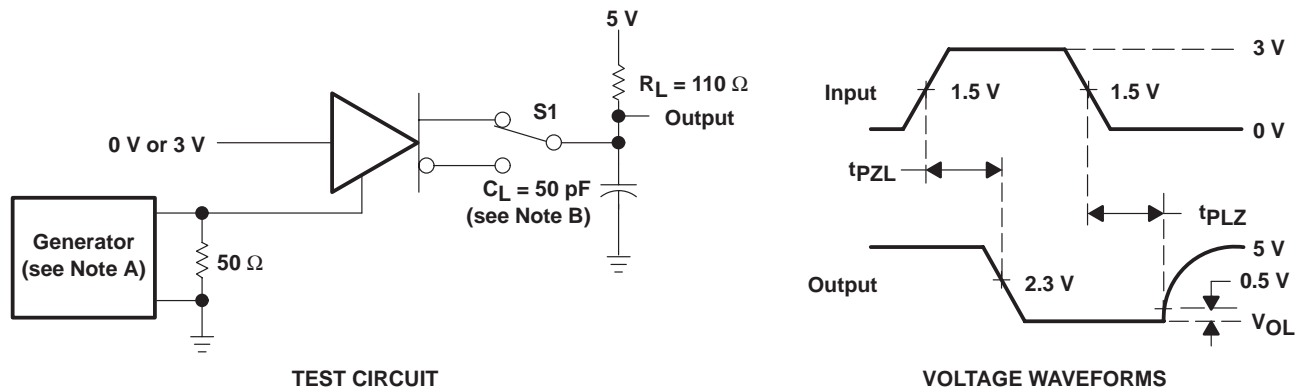 5 V
RL = 110 Ω
Output
S1
0 V or 3 V
CL = 50 pF
(see Note B)
Generator
(see Note A)
50 Ω
TEST CIRCUIT
3 V
Input
1.5 V
1.5 V
0 V
tPZL
tPLZ
5 V
Output
2.3 V
0.5 V
VOL
VOLTAGE WAVEFORMS